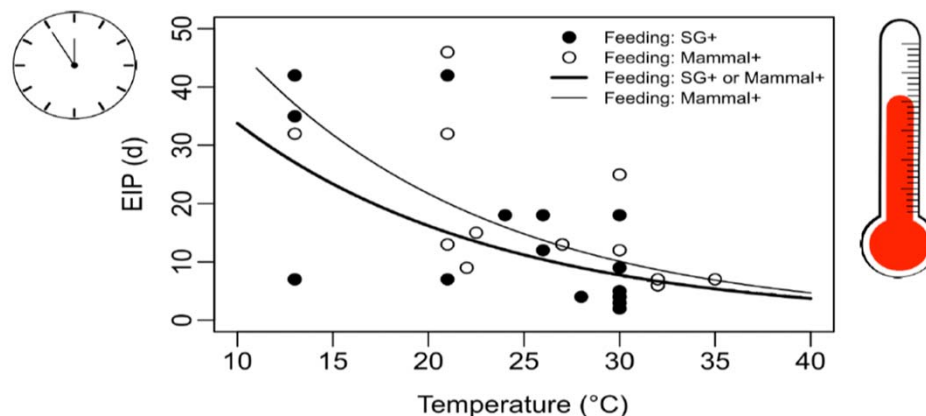 50
40
30
20
10
0
EIP (d)
Feeding: SG+
Feeding: Mammal+
Feeding: SG+ or Mammal+
Feeding: Mammal+
10 15 20 25 30 35 40
Temperature (°C)